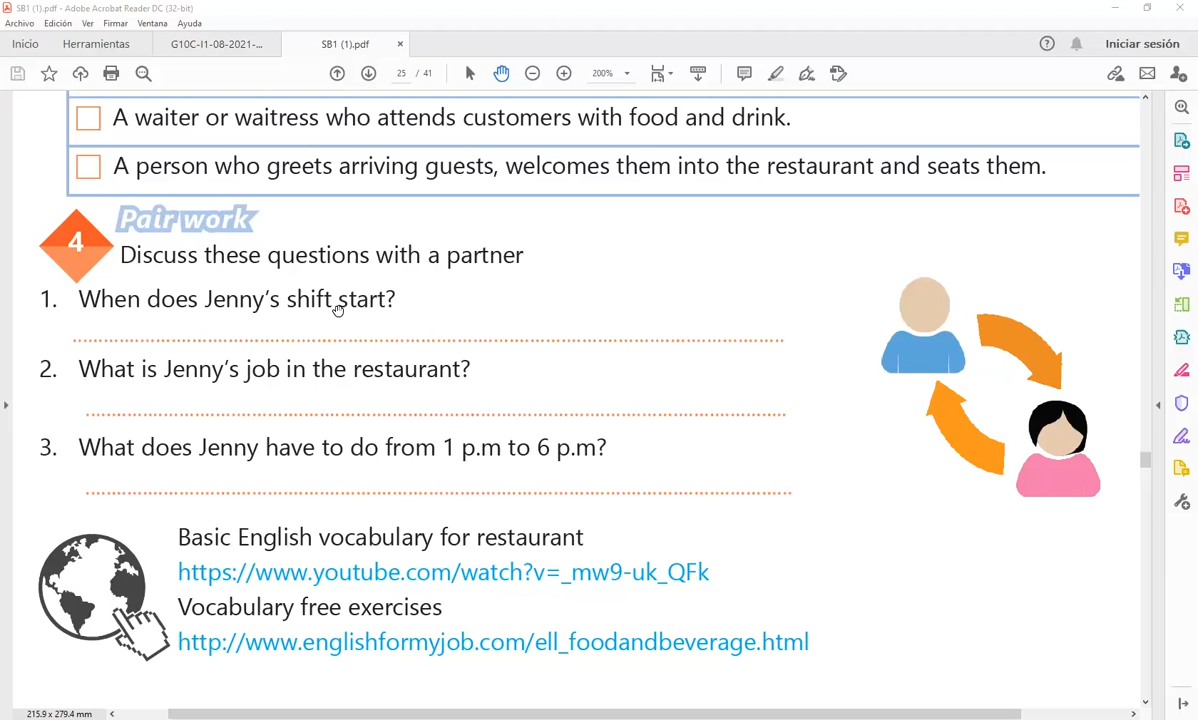 SB1 (1).pdf - Adobe Acrobat Reader DC (32-bit)
Archivo Edición Ver Firmar Ventana Ayuda
Inicio Herramientas G10C-I1-08-2021-... SB1 (1).pdf × Iniciar sesión
25 / 41 200%
A waiter or waitress who attends customers with food and drink.
A person who greets arriving guests, welcomes them into the restaurant and seats them.
Pair work
4
Discuss these questions with a partner
1. When does Jenny's shift start?
2. What is Jenny's job in the restaurant?
3. What does Jenny have to do from 1 p.m to 6 p.m?
Basic English vocabulary for restaurant
https://www.youtube.com/watch?v=_mw9-uk_QFk
Vocabulary free exercises
http://www.englishformyjob.com/ell_foodandbeverage.html
215.9 x 279.4 mm